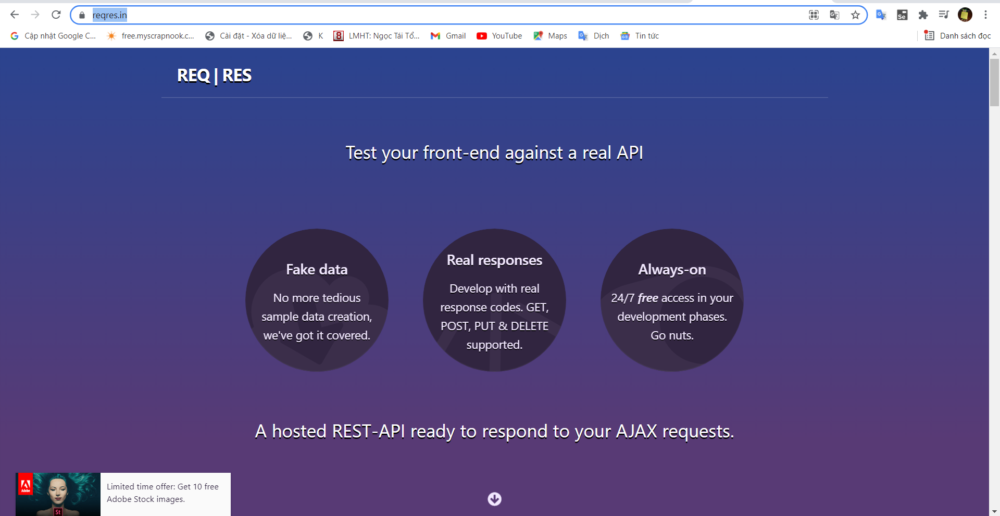 reqres.in
Se
Cập nhật Google C...
free.myscrapnook.c...
Cài đặt - Xóa dữ liệ...
K
8
LMHT: Ngọc Tái Tổ...
Gmail
YouTube
Maps
Dịch
Tin tức
Danh sách đọc
REQ | RES
Test your front-end against a real API
Fake data
No more tedious
sample data creation,
we've got it covered.
Real responses
Develop with real
response codes. GET,
POST, PUT & DELETE
supported.
Always-on
24/7 free access in your
development phases.
Go nuts.
A hosted REST-API ready to respond to your AJAX requests.
Adobe
St
Limited time offer: Get 10 free
Adobe Stock images.